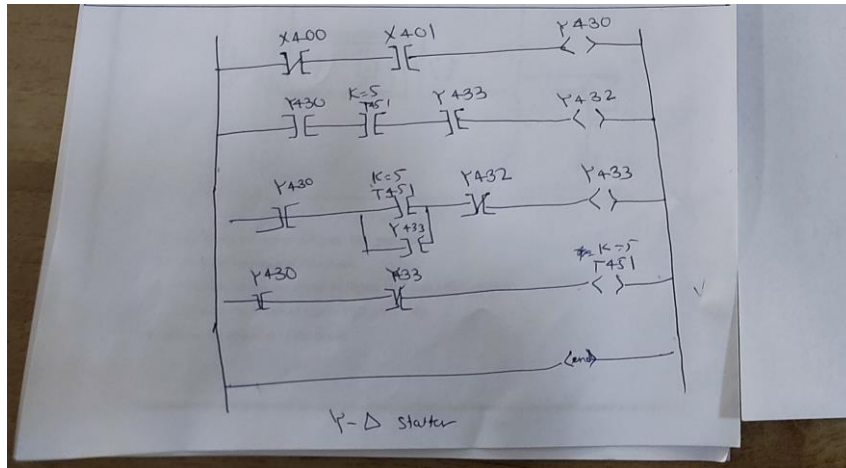 X400 X401 Y430
Y430 K=5 T451 Y433 Y432
Y430 K=5 T451 Y432 Y433
Y433
Y430 Y433 K=5 T451
end
Y-Δ starter